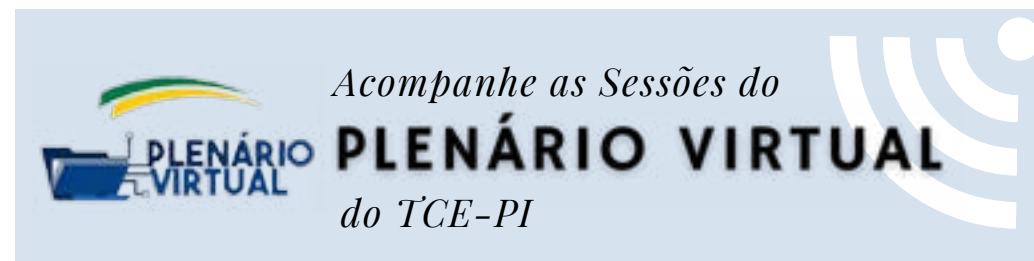 PLENÁRIO
VIRTUAL
Acompanhe as Sessões do
PLENÁRIO VIRTUAL
do TCE-PI